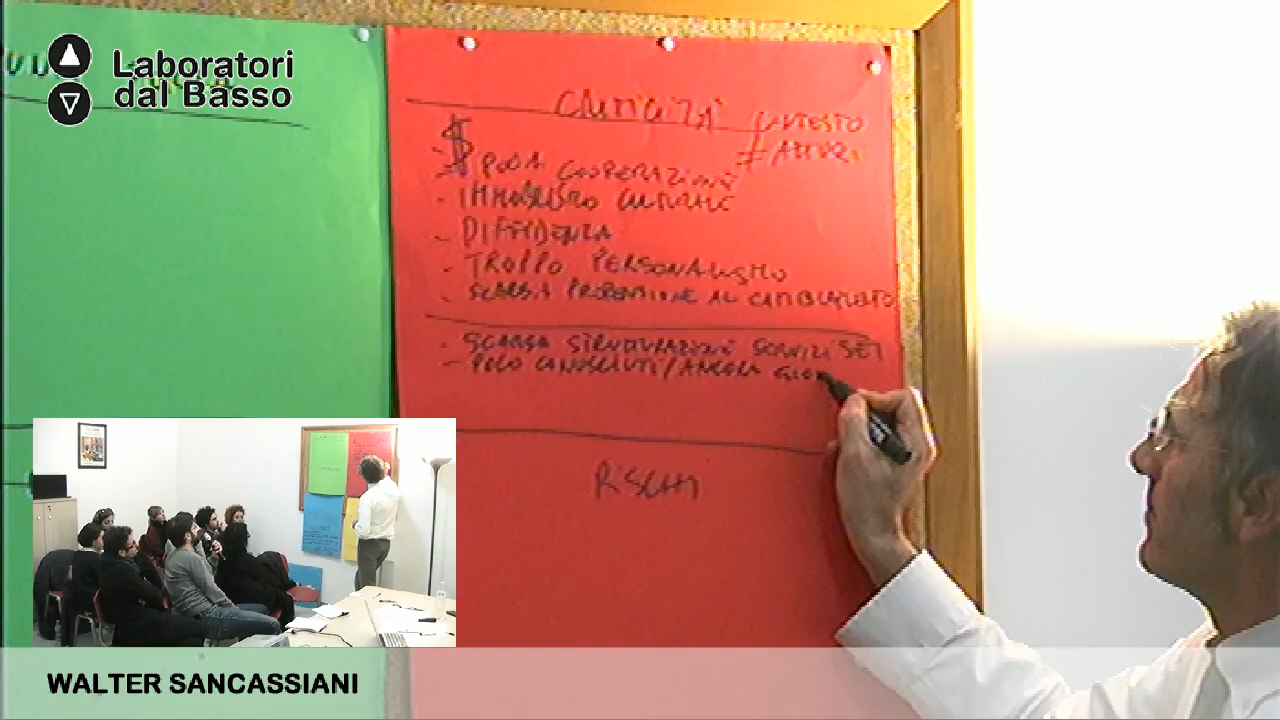 Laboratori
dal Basso
CRITICITÀ
CONTESTO
≠ ATTORI
$
- POCA COOPERAZIONE
- IMMOBILISMO CULTURALE
- DIFFIDENZA
- TROPPO PERSONALISMO
- SCARSA PROPENSIONE AL CAMBIAMENTO
- SCARSA STRUTTURAZIONE SERVIZI SET
- POCO CONOSCIUTI/ANCORA GIO
RISCHI
WALTER SANCASSIANI